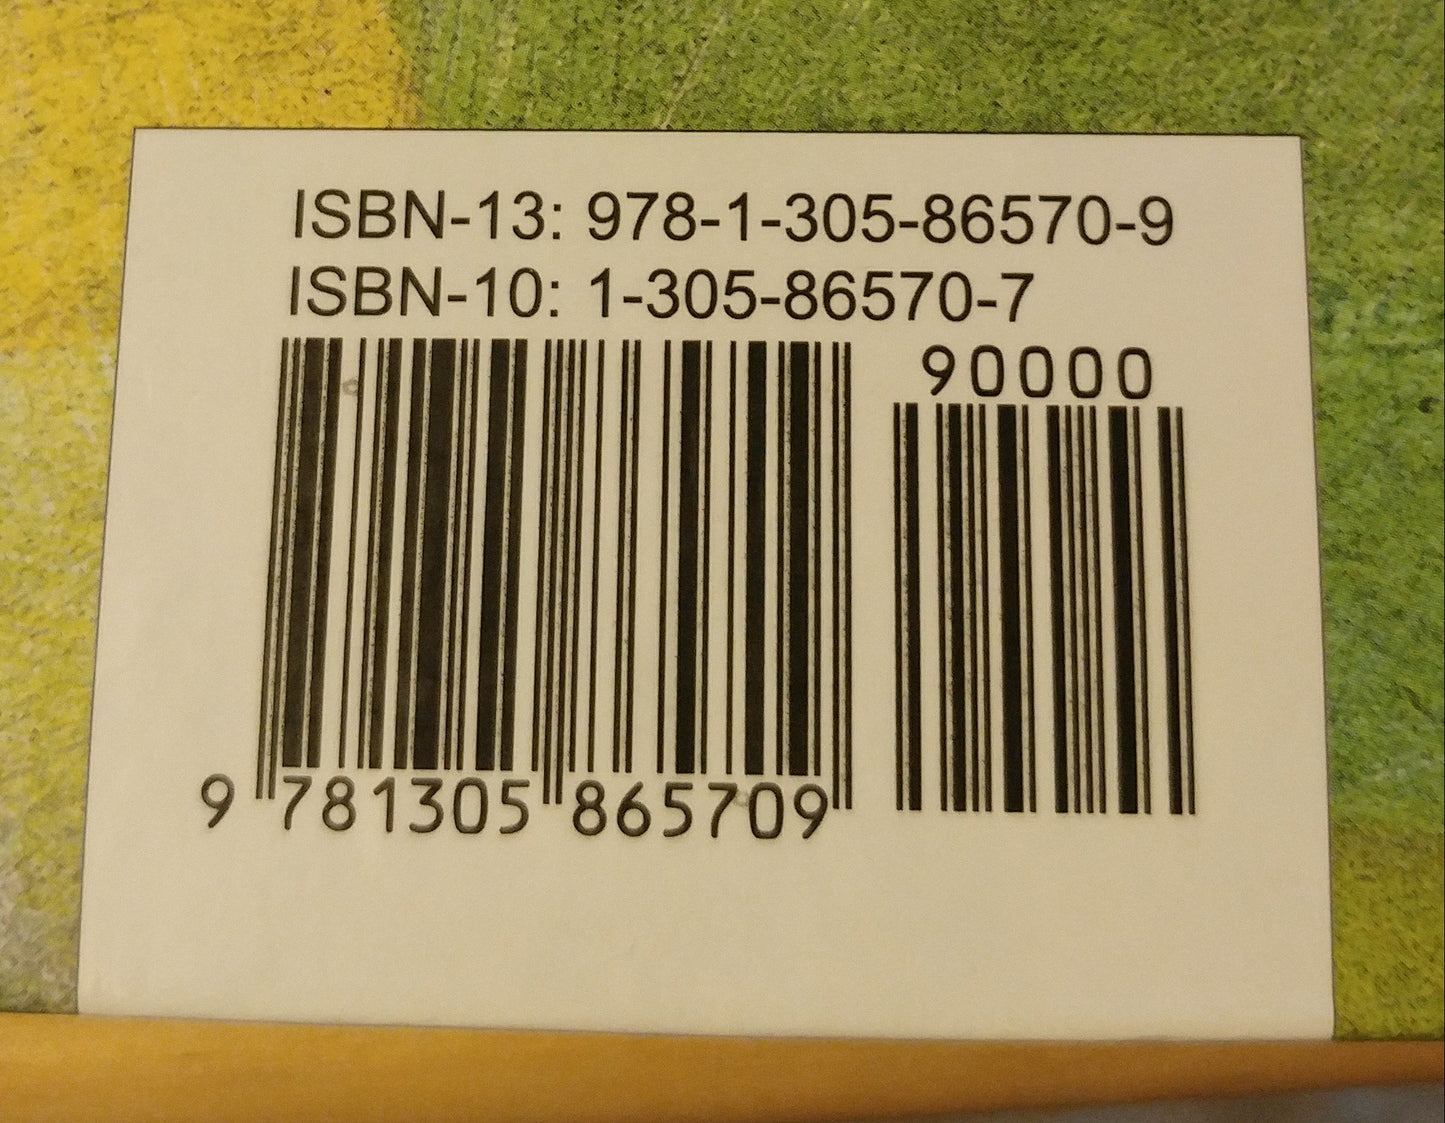 ISBN-13: 978-1-305-86570-9
ISBN-10: 1-305-86570-7
90000
9 781305 865709